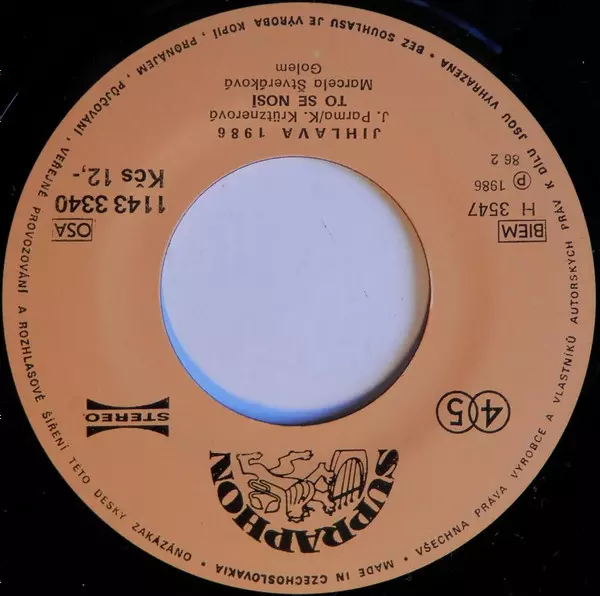 SUPRAPHON
45
STEREO
BIEM
OSA
H 3547
1143 3340
Ⓟ 1986
Kčs 12,-
86 2
JIHLAVA 1986
J. Parma/K. Krütznerová
TO SE NOSÍ
Marcela Štveráková
Golem
MADE IN CZECHOSLOVAKIA • VŠECHNA PRÁVA VÝROBCE A VLASTNÍKŮ AUTORSKÝCH PRÁV K DÍLU JSOU VYHRAZENA • BEZ SOUHLASU JE VÝROBA KOPIÍ, PRONÁJEM, PŮJČOVÁNÍ, VEŘEJNÉ PROVOZOVÁNÍ A ROZHLASOVÉ ŠÍŘENÍ TÉTO DESKY ZAKÁZÁNO •